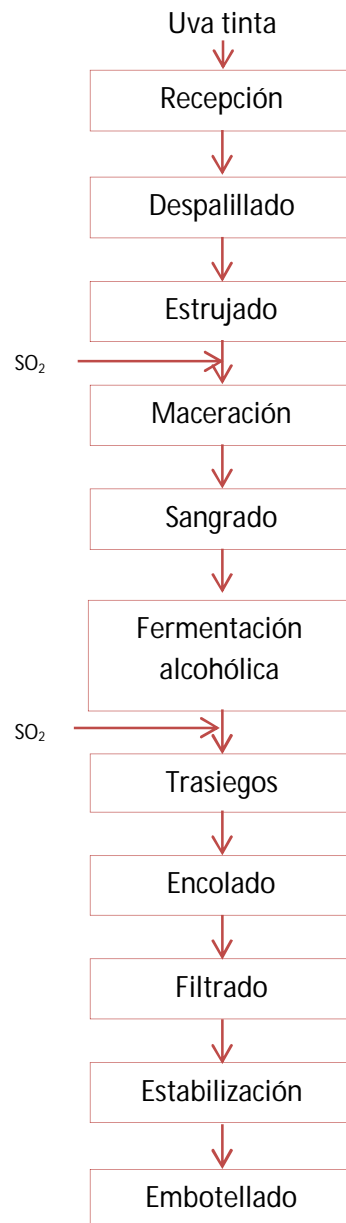 Uva tinta
Recepción
Despalillado
Estrujado
SO₂
Maceración
Sangrado
Fermentación
alcohólica
SO₂
Trasiegos
Encolado
Filtrado
Estabilización
Embotellado